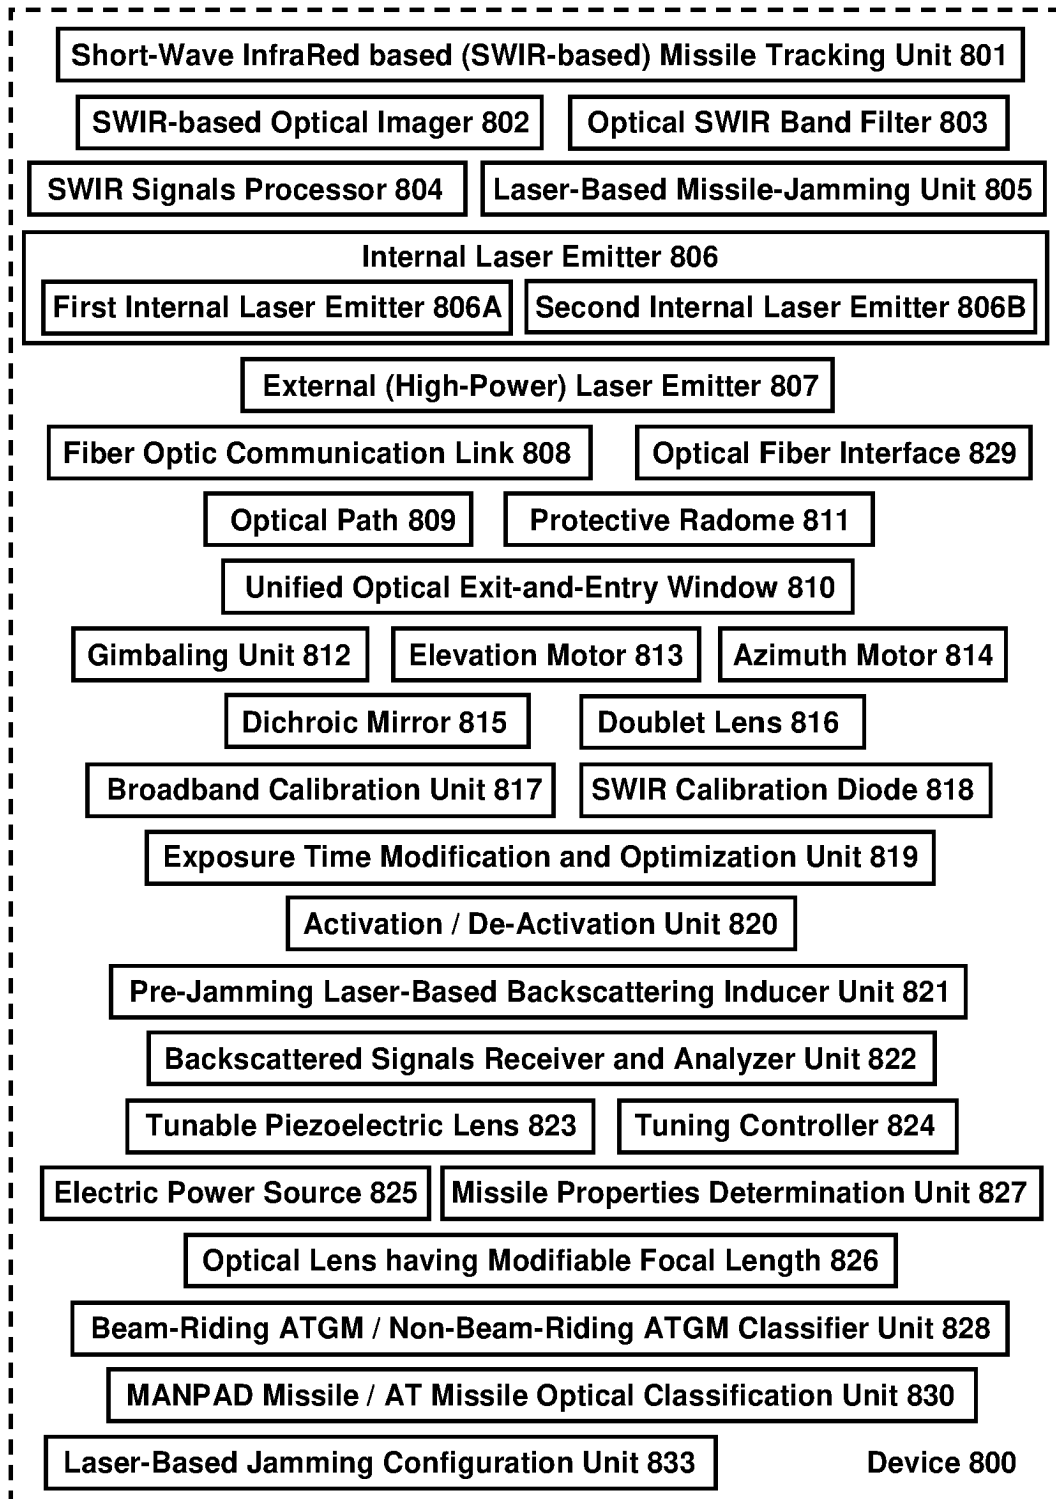 Short-Wave InfraRed based (SWIR-based) Missile Tracking Unit 801
SWIR-based Optical Imager 802
Optical SWIR Band Filter 803
SWIR Signals Processor 804
Laser-Based Missile-Jamming Unit 805
Internal Laser Emitter 806
First Internal Laser Emitter 806A
Second Internal Laser Emitter 806B
External (High-Power) Laser Emitter 807
Fiber Optic Communication Link 808
Optical Fiber Interface 829
Optical Path 809
Protective Radome 811
Unified Optical Exit-and-Entry Window 810
Gimbaling Unit 812
Elevation Motor 813
Azimuth Motor 814
Dichroic Mirror 815
Doublet Lens 816
Broadband Calibration Unit 817
SWIR Calibration Diode 818
Exposure Time Modification and Optimization Unit 819
Activation / De-Activation Unit 820
Pre-Jamming Laser-Based Backscattering Inducer Unit 821
Backscattered Signals Receiver and Analyzer Unit 822
Tunable Piezoelectric Lens 823
Tuning Controller 824
Electric Power Source 825
Missile Properties Determination Unit 827
Optical Lens having Modifiable Focal Length 826
Beam-Riding ATGM / Non-Beam-Riding ATGM Classifier Unit 828
MANPAD Missile / AT Missile Optical Classification Unit 830
Laser-Based Jamming Configuration Unit 833
Device 800